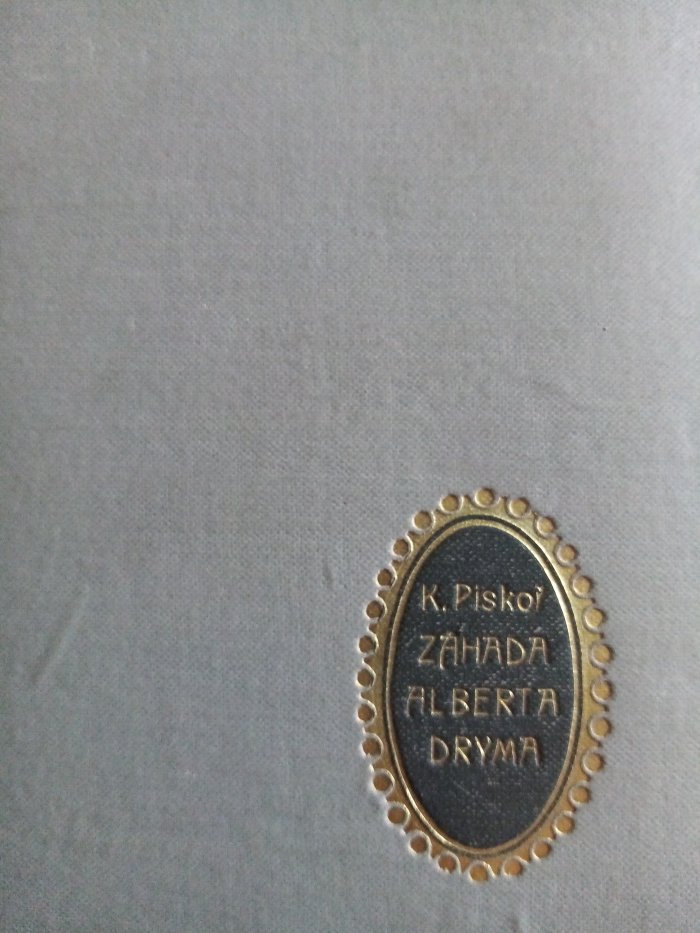 K. Piskoř
ZÁHADA
ALBERTA
DRYMA